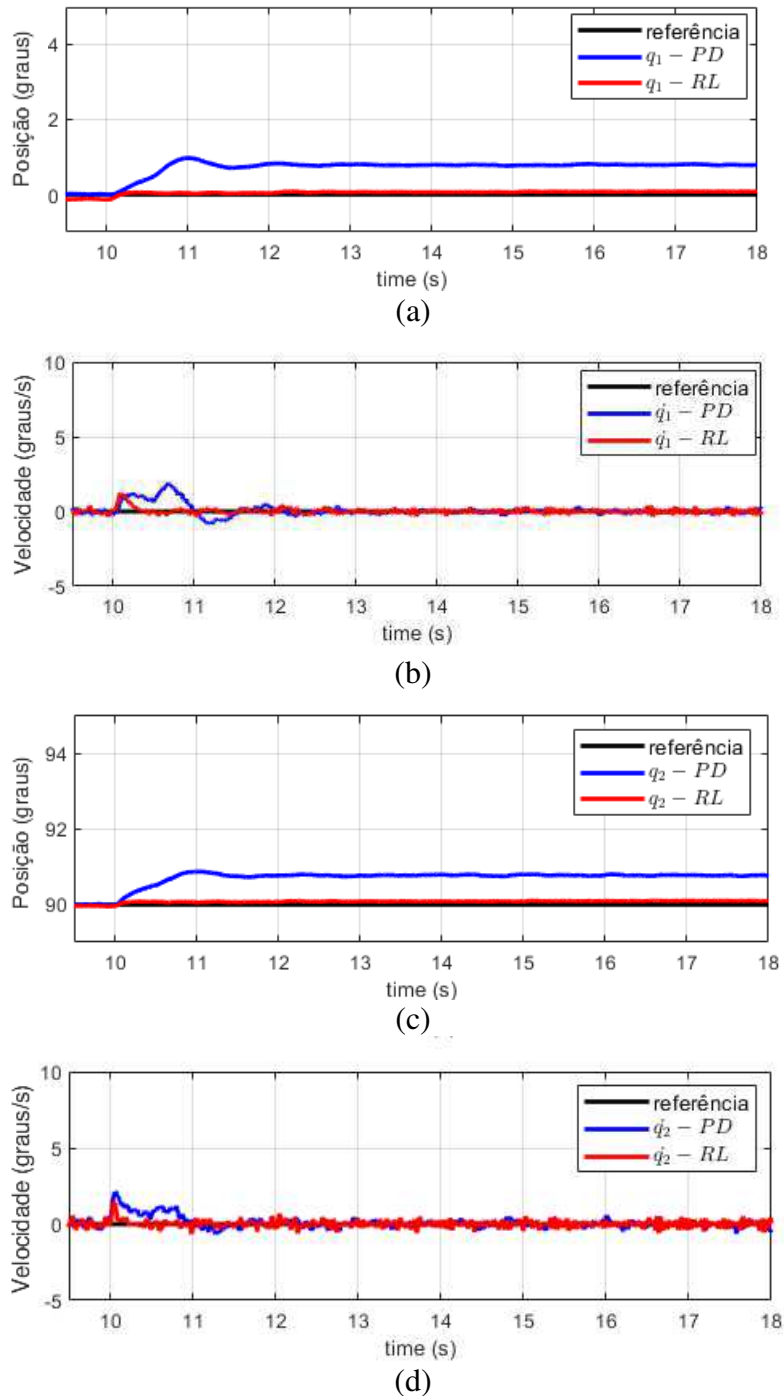 4
2
0
Posição (graus)
referência
q1 − PD
q1 − RL
10 11 12 13 14 15 16 17 18
time (s)
(a)
10
5
0
-5
Velocidade (graus/s)
referência
q̇1 − PD
q̇1 − RL
10 11 12 13 14 15 16 17 18
time (s)
(b)
94
92
90
Posição (graus)
referência
q2 − PD
q2 − RL
10 11 12 13 14 15 16 17 18
time (s)
(c)
10
5
0
-5
Velocidade (graus/s)
referência
q̇2 − PD
q̇2 − RL
10 11 12 13 14 15 16 17 18
time (s)
(d)